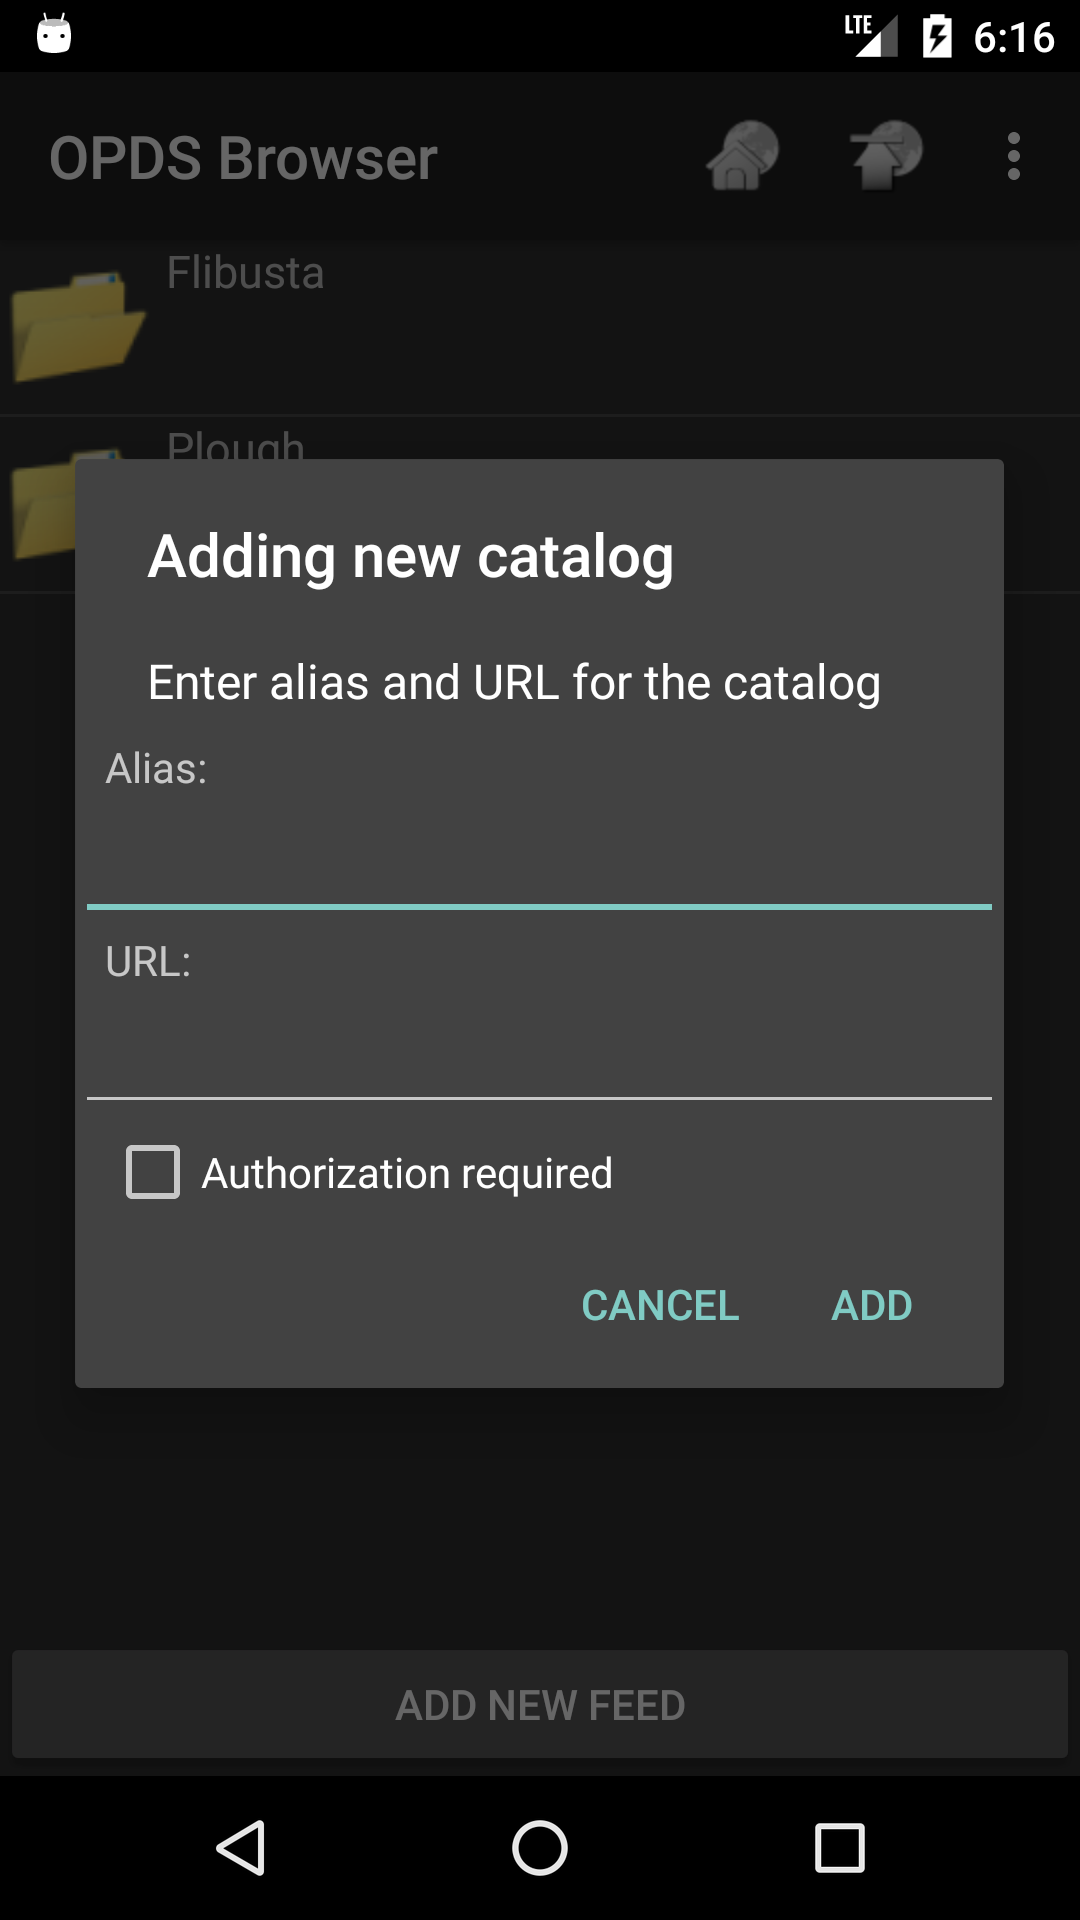 LTE 6:16
OPDS Browser
Flibusta
Plough
Adding new catalog
Enter alias and URL for the catalog
Alias:
URL:
Authorization required
CANCEL ADD
ADD NEW FEED